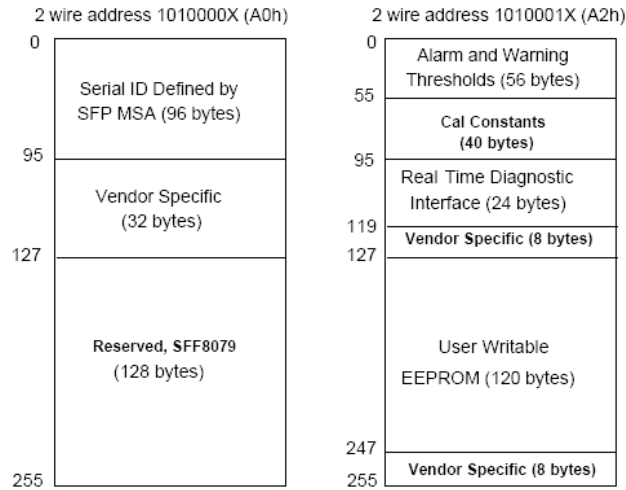 2 wire address 1010000X (A0h)
0
Serial ID Defined by
SFP MSA (96 bytes)
95
Vendor Specific
(32 bytes)
127
Reserved, SFF8079
(128 bytes)
255
2 wire address 1010001X (A2h)
0
Alarm and Warning
Thresholds (56 bytes)
55
Cal Constants
(40 bytes)
95
Real Time Diagnostic
Interface (24 bytes)
119
Vendor Specific (8 bytes)
127
User Writable
EEPROM (120 bytes)
247
Vendor Specific (8 bytes)
255